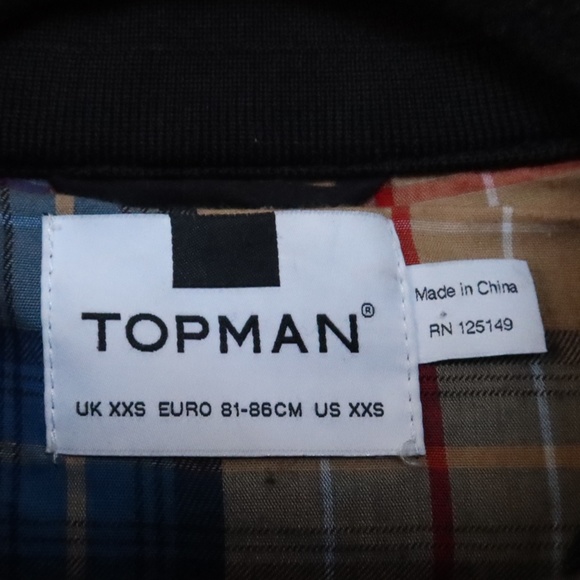 TOPMAN®
UK XXS EURO 81-86CM US XXS
Made in China
RN 125149